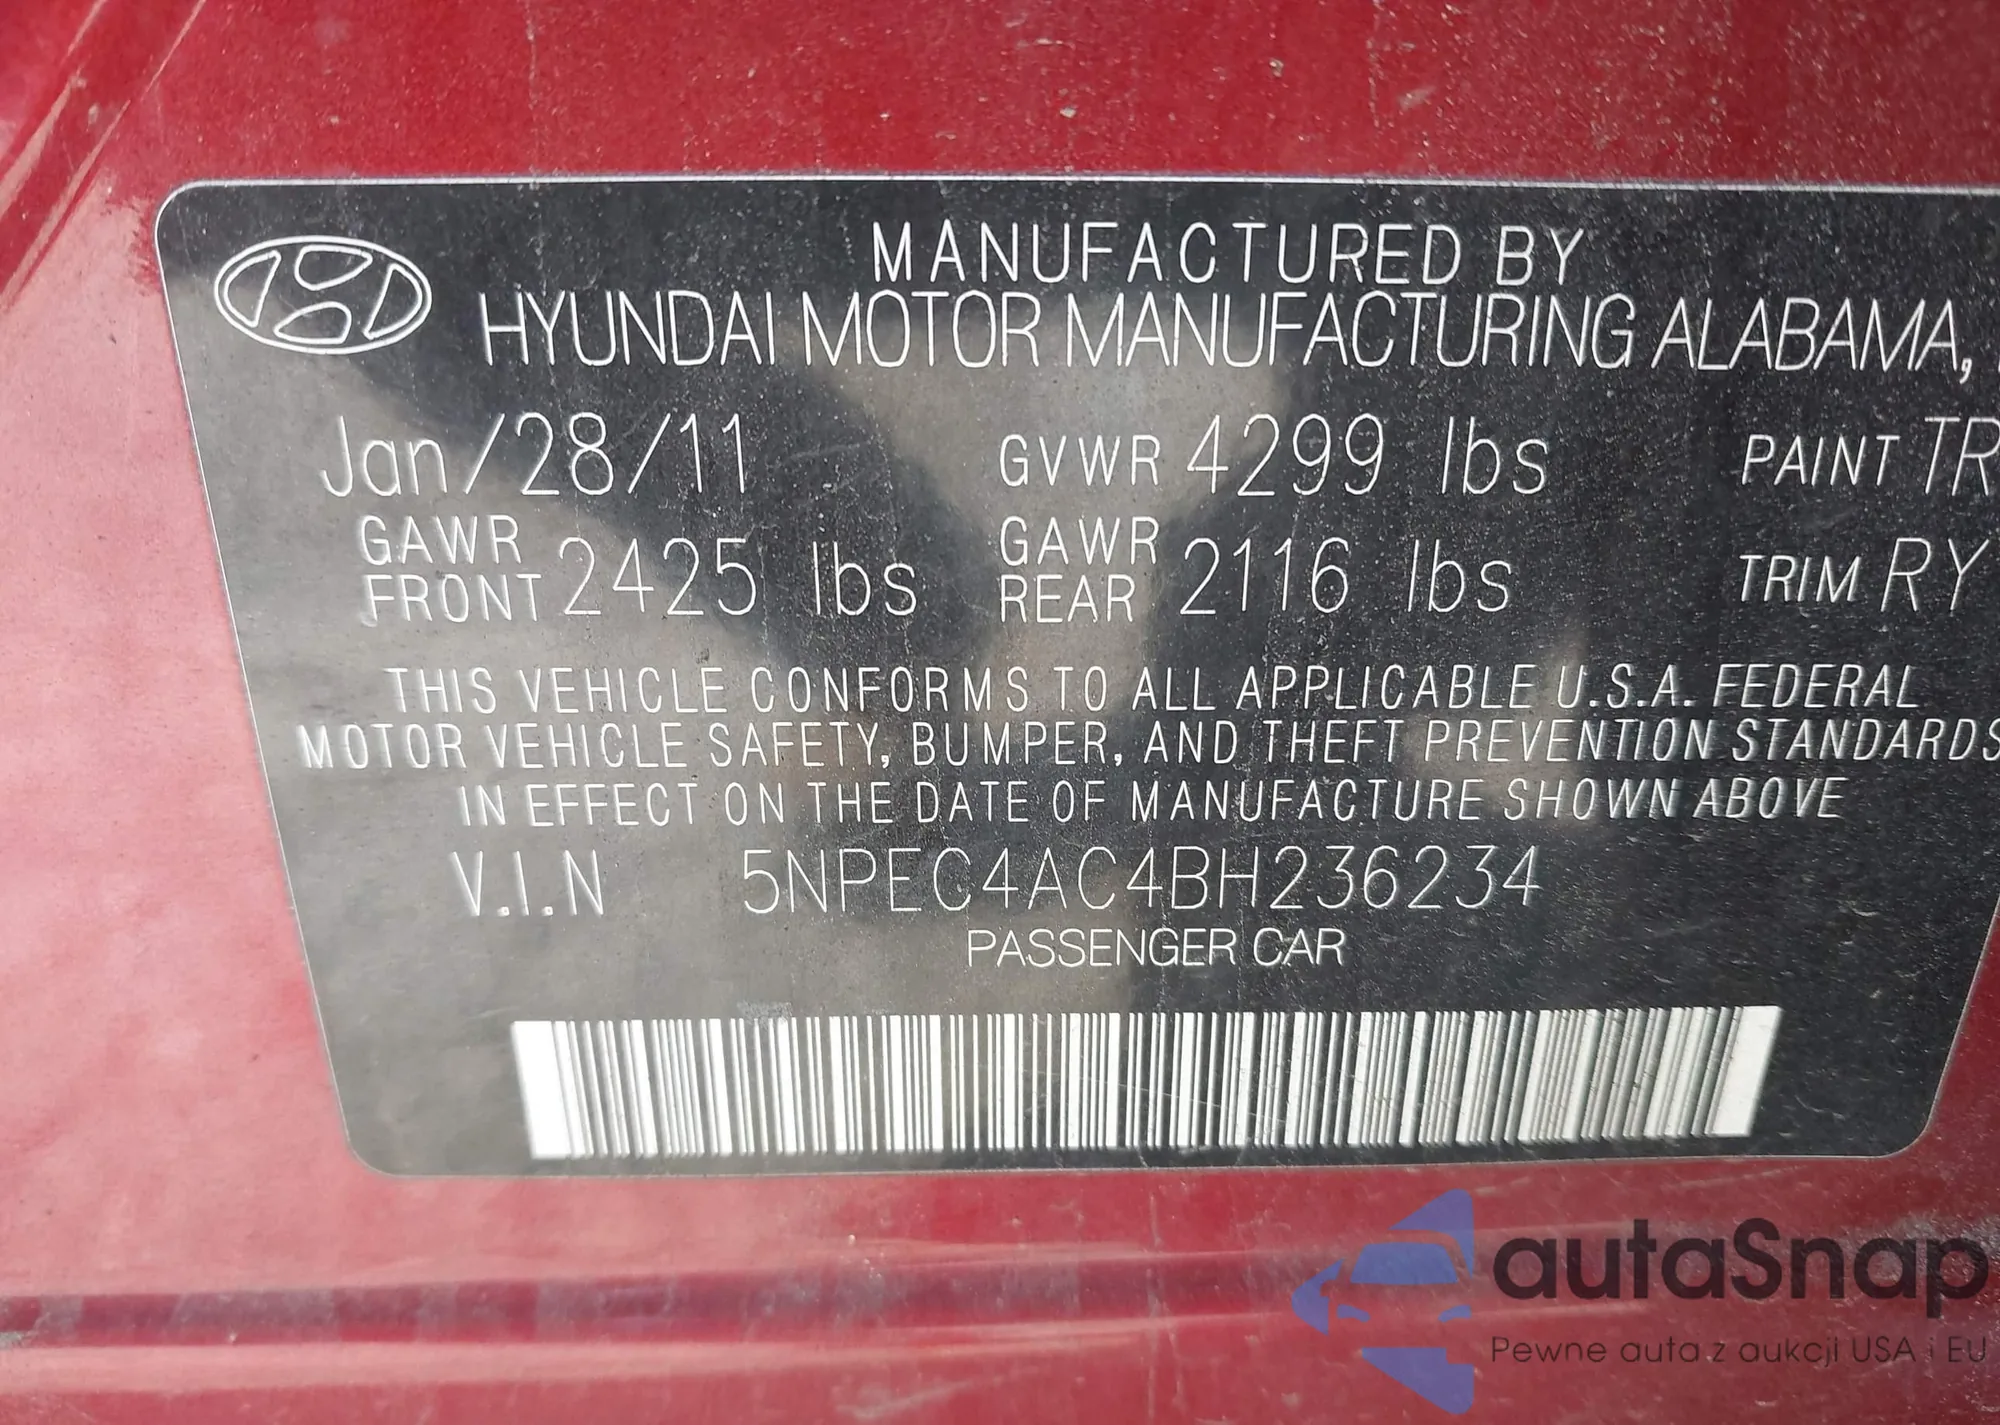 MANUFACTURED BY
HYUNDAI MOTOR MANUFACTURING ALABAMA,
Jan/28/11 GVWR 4299 lbs PAINT TR
GAWR FRONT 2425 lbs GAWR REAR 2116 lbs TRIM RY
THIS VEHICLE CONFORMS TO ALL APPLICABLE U.S.A. FEDERAL
MOTOR VEHICLE SAFETY, BUMPER, AND THEFT PREVENTION STANDARDS
IN EFFECT ON THE DATE OF MANUFACTURE SHOWN ABOVE
V.I.N 5NPEC4AC4BH236234
PASSENGER CAR
autaSnap
Pewne auta z aukcji USA i EU